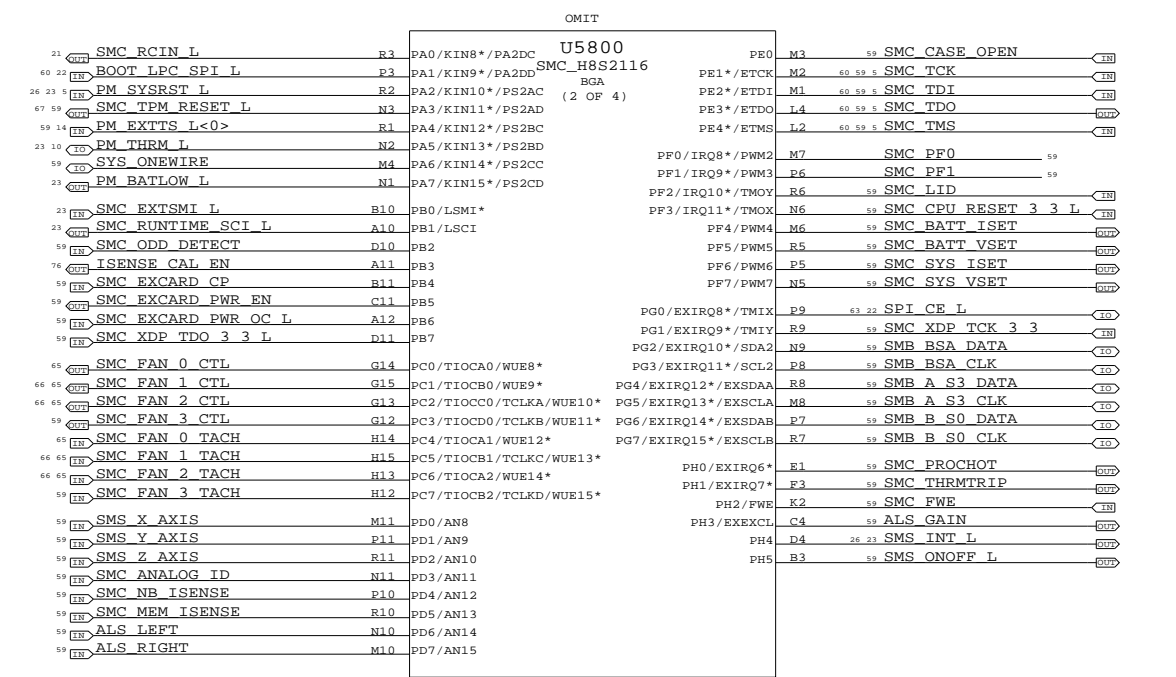 OMIT
U5800
SMC_H8S2116
BGA
(2 OF 4)
21 OUT SMC_RCIN_L R3 PA0/KIN8*/PA2DC
60 22 IN BOOT_LPC_SPI_L P3 PA1/KIN9*/PA2DD
26 23 5 IN PM_SYSRST_L R2 PA2/KIN10*/PS2AC
67 59 OUT SMC_TPM_RESET_L N3 PA3/KIN11*/PS2AD
59 14 IN PM_EXTTS_L<0> R1 PA4/KIN12*/PS2BC
23 10 IO PM_THRM_L N2 PA5/KIN13*/PS2BD
59 IO SYS_ONEWIRE M4 PA6/KIN14*/PS2CC
23 OUT PM_BATLOW_L N1 PA7/KIN15*/PS2CD
23 IN SMC_EXTSMI_L B10 PB0/LSMI*
23 OUT SMC_RUNTIME_SCI_L A10 PB1/LSCI
59 IN SMC_ODD_DETECT D10 PB2
76 OUT ISENSE_CAL_EN A11 PB3
59 IN SMC_EXCARD_CP B11 PB4
59 OUT SMC_EXCARD_PWR_EN C11 PB5
59 IN SMC_EXCARD_PWR_OC_L A12 PB6
59 IN SMC_XDP_TDO_3_3_L D11 PB7
65 OUT SMC_FAN_0_CTL G14 PC0/TIOCA0/WUE8*
66 65 OUT SMC_FAN_1_CTL G15 PC1/TIOCB0/WUE9*
66 65 OUT SMC_FAN_2_CTL G13 PC2/TIOCC0/TCLKA/WUE10*
59 OUT SMC_FAN_3_CTL G12 PC3/TIOCD0/TCLKB/WUE11*
65 IN SMC_FAN_0_TACH H14 PC4/TIOCA1/WUE12*
66 65 IN SMC_FAN_1_TACH H15 PC5/TIOCB1/TCLKC/WUE13*
66 65 IN SMC_FAN_2_TACH H13 PC6/TIOCA2/WUE14*
59 IN SMC_FAN_3_TACH H12 PC7/TIOCB2/TCLKD/WUE15*
59 IN SMS_X_AXIS M11 PD0/AN8
59 IN SMS_Y_AXIS P11 PD1/AN9
59 IN SMS_Z_AXIS R11 PD2/AN10
59 IN SMC_ANALOG_ID N11 PD3/AN11
59 IN SMC_NB_ISENSE P10 PD4/AN12
59 IN SMC_MEM_ISENSE R10 PD5/AN13
59 IN ALS_LEFT N10 PD6/AN14
59 IN ALS_RIGHT M10 PD7/AN15
PE0 M3 59 SMC_CASE_OPEN IN
PE1*/ETCK M2 60 59 5 SMC_TCK IN
PE2*/ETDI M1 60 59 5 SMC_TDI IN
PE3*/ETDO L4 60 59 5 SMC_TDO OUT
PE4*/ETMS L2 60 59 5 SMC_TMS IN
PF0/IRQ8*/PWM2 M7 SMC_PF0 59
PF1/IRQ9*/PWM3 P6 SMC_PF1 59
PF2/IRQ10*/TMOY R6 59 SMC_LID IN
PF3/IRQ11*/TMOX N6 59 SMC_CPU_RESET_3_3_L IN
PF4/PWM4 M6 59 SMC_BATT_ISET OUT
PF5/PWM5 R5 59 SMC_BATT_VSET OUT
PF6/PWM6 P5 59 SMC_SYS_ISET OUT
PF7/PWM7 N5 59 SMC_SYS_VSET OUT
PG0/EXIRQ8*/TMIX P9 63 22 SPI_CE_L IO
PG1/EXIRQ9*/TMIY R9 59 SMC_XDP_TCK_3_3 IN
PG2/EXIRQ10*/SDA2 N9 59 SMB_BSA_DATA IO
PG3/EXIRQ11*/SCL2 P8 59 SMB_BSA_CLK IO
PG4/EXIRQ12*/EXSDAA R8 59 SMB_A_S3_DATA IO
PG5/EXIRQ13*/EXSCLA M8 59 SMB_A_S3_CLK IO
PG6/EXIRQ14*/EXSDAB P7 59 SMB_B_S0_DATA IO
PG7/EXIRQ15*/EXSCLB R7 59 SMB_B_S0_CLK IO
PH0/EXIRQ6* E1 59 SMC_PROCHOT OUT
PH1/EXIRQ7* F3 59 SMC_THRMTRIP OUT
PH2/FWE K2 59 SMC_FWE IN
PH3/EXEXCL C4 59 ALS_GAIN OUT
PH4 D4 26 23 SMS_INT_L OUT
PH5 B3 59 SMS_ONOFF_L OUT